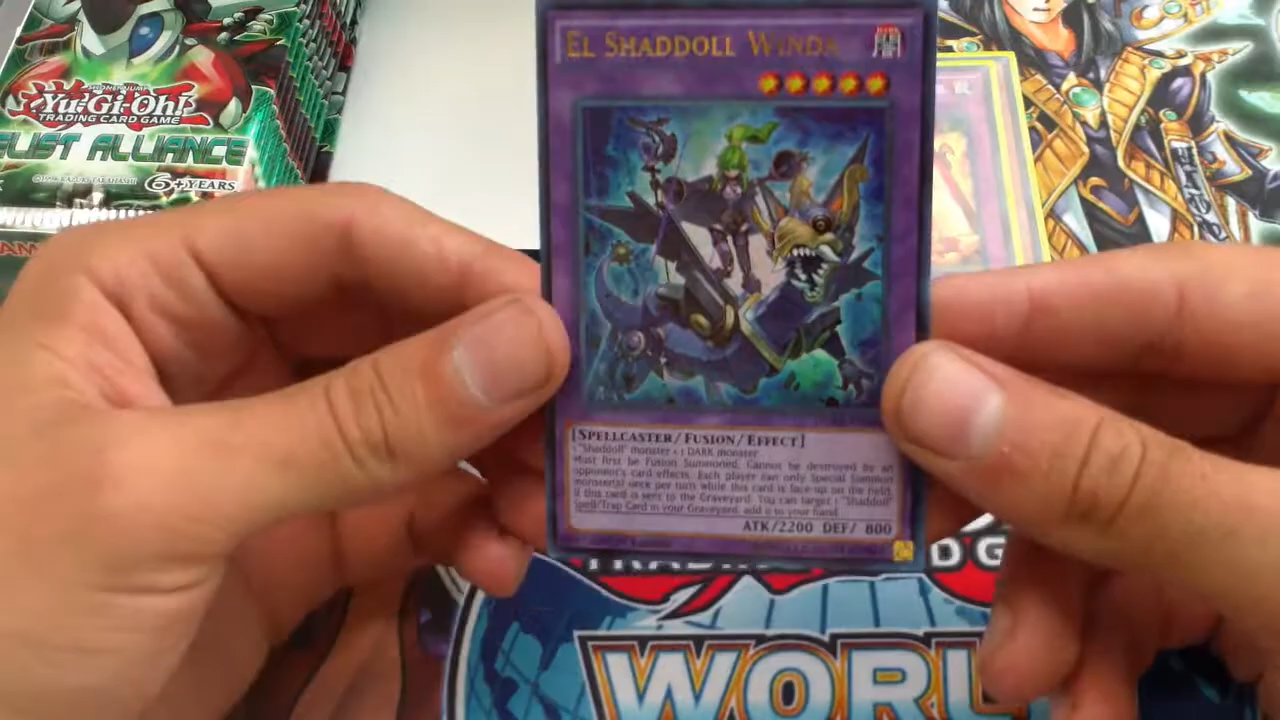 El Shaddoll Winda
SHONEN JUMP
Yu-Gi-Oh!
TRADING CARD GAME
ELIST ALLIANCE
6+YEARS
[Spellcaster/Fusion/Effect]
1 "Shaddoll" monster + 1 DARK monster
Must first be Fusion Summoned. Cannot be destroyed by an
opponent's card effects. Each player can only Special Summon
monster(s) once per turn while this card is face-up on the field.
If this card is sent to the Graveyard: You can target 1 "Shaddoll"
Spell/Trap Card in your Graveyard; add it to your hand.
ATK/2200 DEF/ 800
D G
WORL